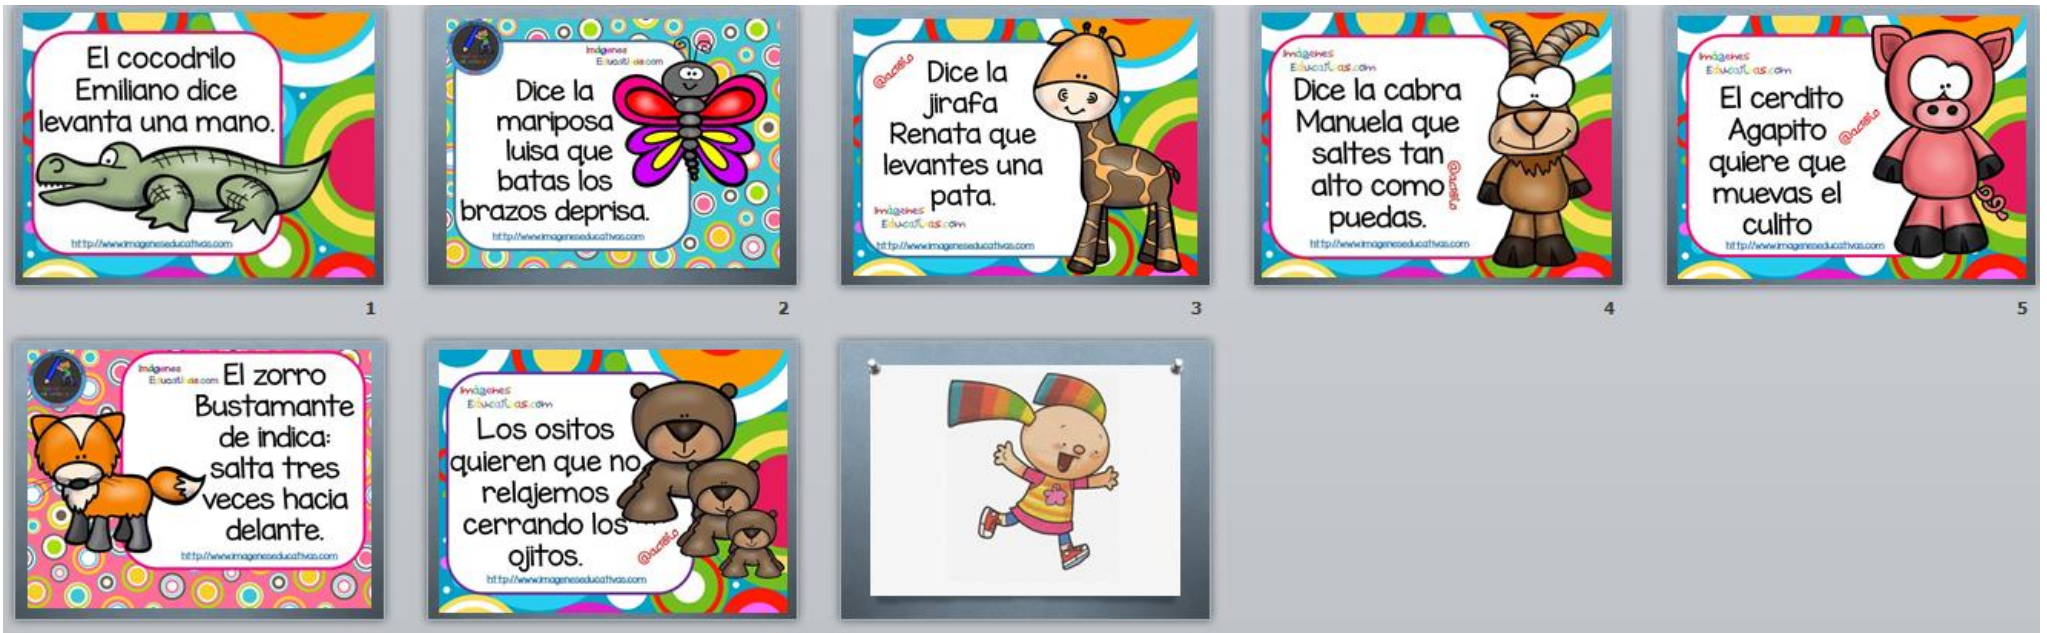 El cocodrilo
Emiliano dice
levanta una mano.
http://www.imageneseducativas.com
1
Imágenes
Educativas.com
Dice la
mariposa
luisa que
batas los
brazos deprisa.
http://www.imageneseducativas.com
2
Dice la
jirafa
Renata que
levantes una
pata.
Imágenes
Educativas.com
http://www.imageneseducativas.com
3
Imágenes
Educativas.com
Dice la cabra
Manuela que
saltes tan
alto como
puedas.
http://www.imageneseducativas.com
4
Imágenes
Educativas.com
El cerdito
Agapito
quiere que
muevas el
culito
http://www.imageneseducativas.com
5
Imágenes
Educativas.com
El zorro
Bustamante
de indica:
salta tres
veces hacia
delante.
http://www.imageneseducativas.com
Imágenes
Educativas.com
Los ositos
quieren que no
relajemos
cerrando los
ojitos.
http://www.imageneseducativas.com